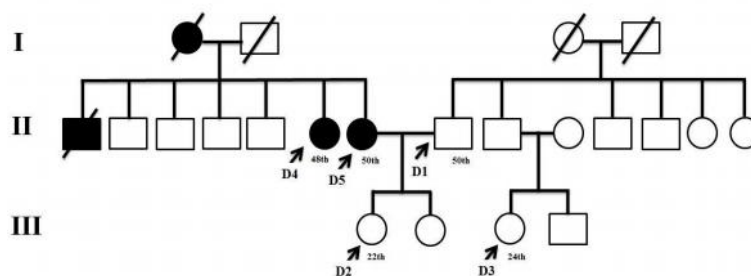 I
II
48th 50th 50th
D4 D5 D1
III
22th 24th
D2 D3